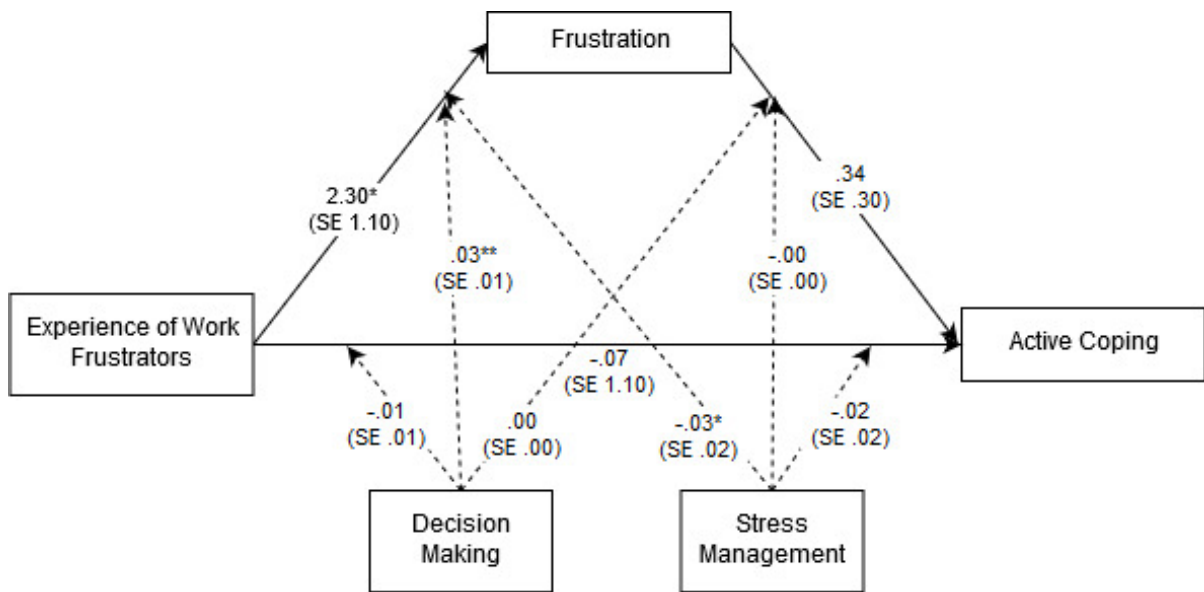 Frustration
2.30*
(SE 1.10)
.34
(SE .30)
.03**
(SE .01)
-.00
(SE .00)
Experience of Work
Frustrators
Active Coping
-.07
(SE 1.10)
-.01
(SE .01)
.00
(SE .00)
-.03*
(SE .02)
-.02
(SE .02)
Decision
Making
Stress
Management